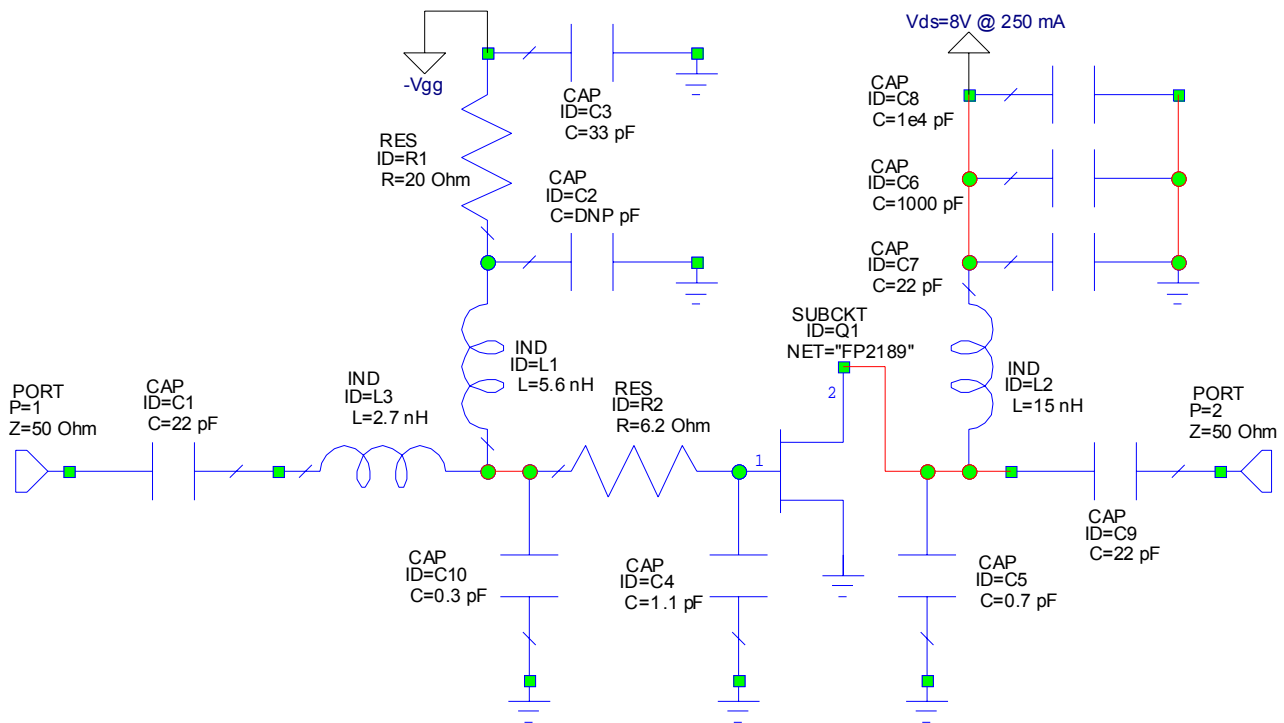 Vds=8V @ 250 mA
-Vgg
CAP
ID=C3
C=33 pF
CAP
ID=C8
C=1e4 pF
RES
ID=R1
R=20 Ohm
CAP
ID=C2
C=DNP pF
CAP
ID=C6
C=1000 pF
CAP
ID=C7
C=22 pF
SUBCKT
ID=Q1
NET="FP2189"
IND
ID=L1
L=5.6 nH
IND
ID=L2
L=15 nH
PORT
P=1
Z=50 Ohm
CAP
ID=C1
C=22 pF
IND
ID=L3
L=2.7 nH
RES
ID=R2
R=6.2 Ohm
2
1
PORT
P=2
Z=50 Ohm
CAP
ID=C9
C=22 pF
CAP
ID=C10
C=0.3 pF
CAP
ID=C4
C=1.1 pF
CAP
ID=C5
C=0.7 pF